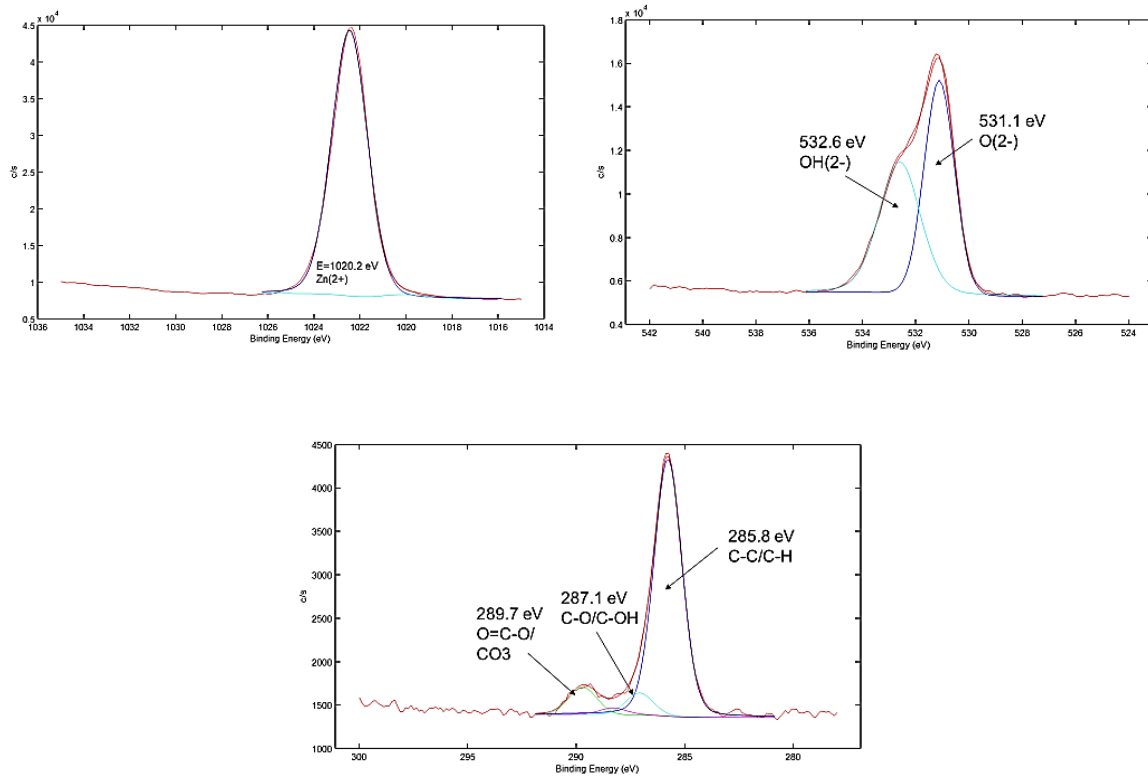 x 10⁴
4.5
4
3.5
3
2.5
2
1.5
1
0.5
c/s
E=1020.2 eV
Zn(2+)
1036 1034 1032 1030 1028 1026 1024 1022 1020 1018 1016 1014
Binding Energy (eV)
x 10⁴
1.8
1.6
1.4
1.2
1
0.8
0.6
0.4
c/s
532.6 eV
OH(2-)
531.1 eV
O(2-)
542 540 538 536 534 532 530 528 526 524
Binding Energy (eV)
4500
4000
3500
3000
2500
2000
1500
1000
c/s
285.8 eV
C-C/C-H
287.1 eV
C-O/C-OH
289.7 eV
O=C-O/
CO3
300 295 290 285 280
Binding Energy (eV)